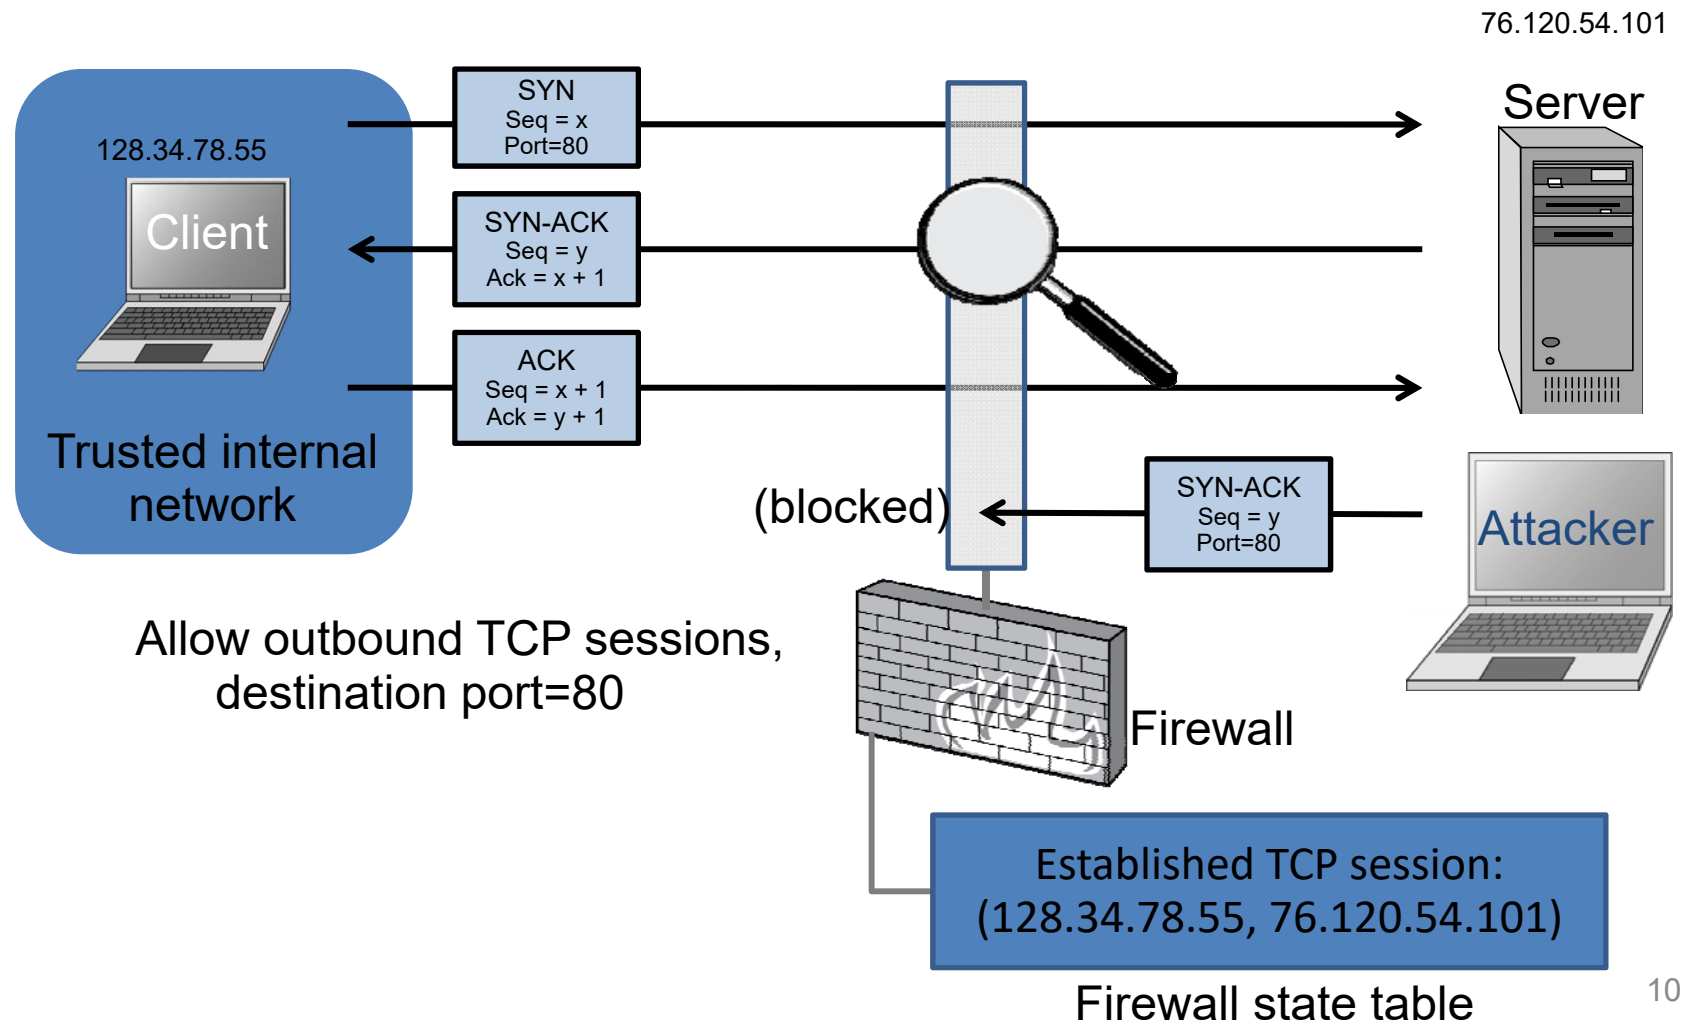 76.120.54.101
Server
SYN
Seq = x
Port=80
128.34.78.55
Client
SYN-ACK
Seq = y
Ack = x + 1
ACK
Seq = x + 1
Ack = y + 1
Trusted internal
network
(blocked)
SYN-ACK
Seq = y
Port=80
Attacker
Allow outbound TCP sessions,
destination port=80
Firewall
Established TCP session:
(128.34.78.55, 76.120.54.101)
Firewall state table
10